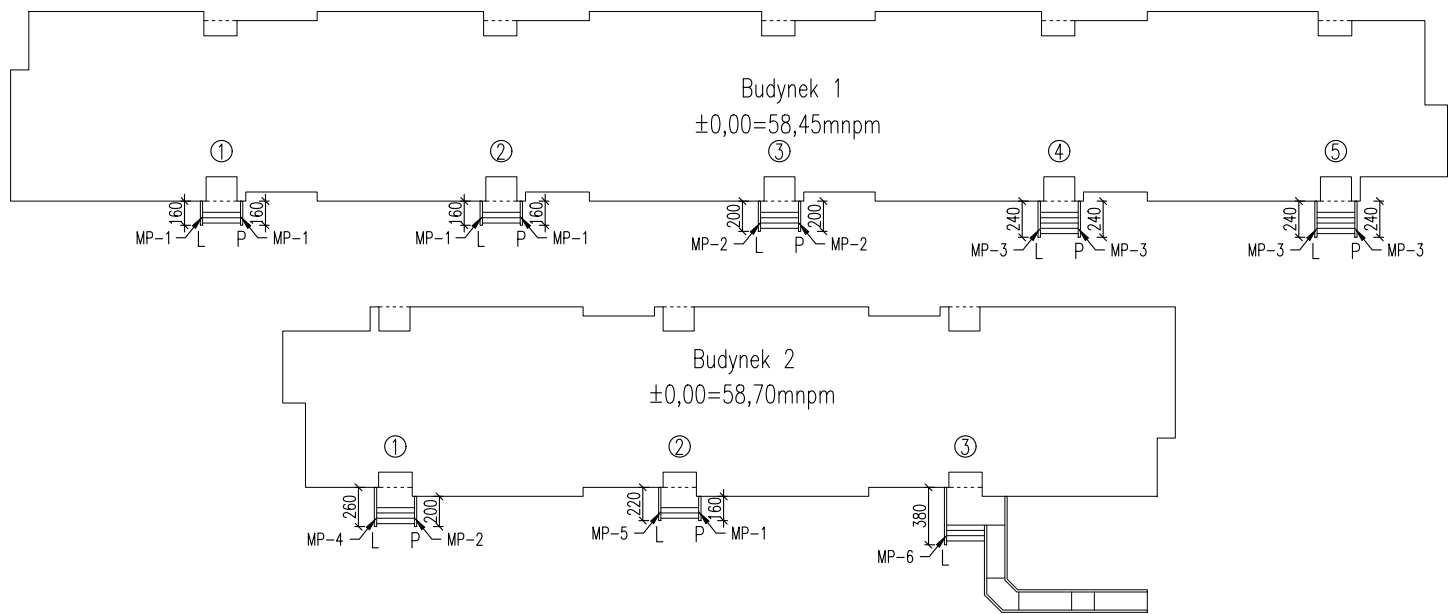 Budynek 1
±0,00=58,45mnpm
① ② ③ ④ ⑤
160 160 160 160 200 200 240 240 240 240
MP-1 L P MP-1 MP-1 L P MP-1 MP-2 L P MP-2 MP-3 L P MP-3 MP-3 L P MP-3
Budynek 2
±0,00=58,70mnpm
① ② ③
260 200 220 160 380
MP-4 L P MP-2 MP-5 L P MP-1 MP-6 L